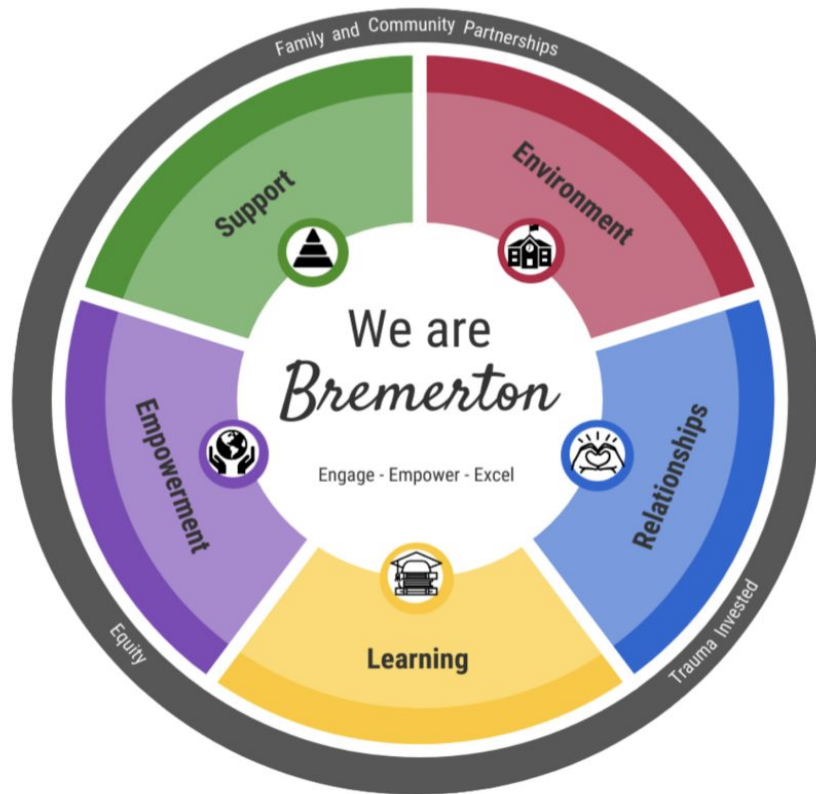 Family and Community Partnerships
Support
Environment
We are
Bremerton
Engage - Empower - Excel
Empowerment
Relationships
Learning
Equity
Trauma Invested